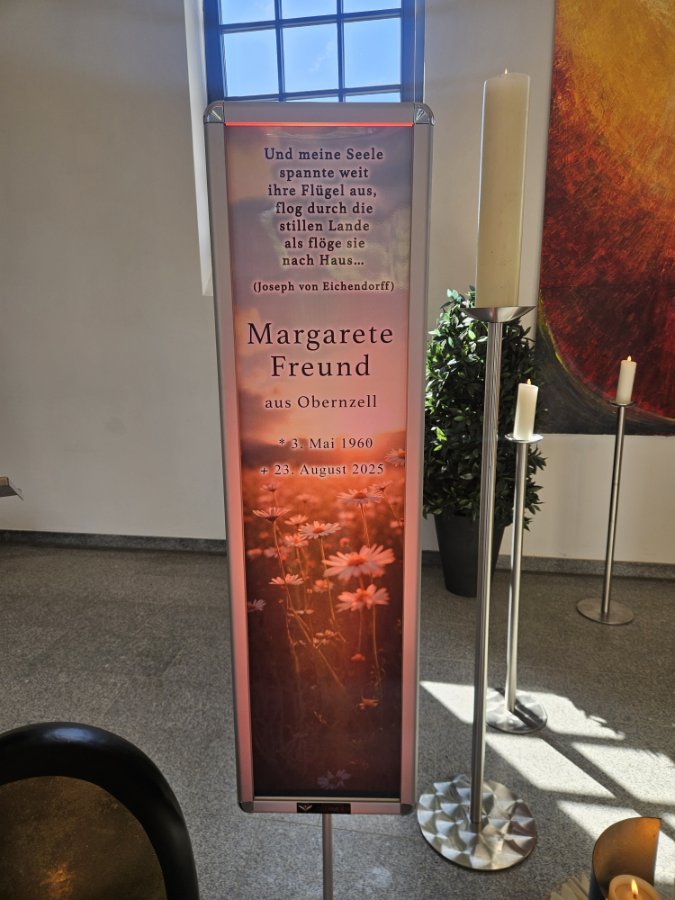 Und meine Seele
spannte weit
ihre Flügel aus,
flog durch die
stillen Lande
als flöge sie
nach Haus...
(Joseph von Eichendorff)
Margarete
Freund
aus Obernzell
* 3. Mai 1960
+ 23. August 2025